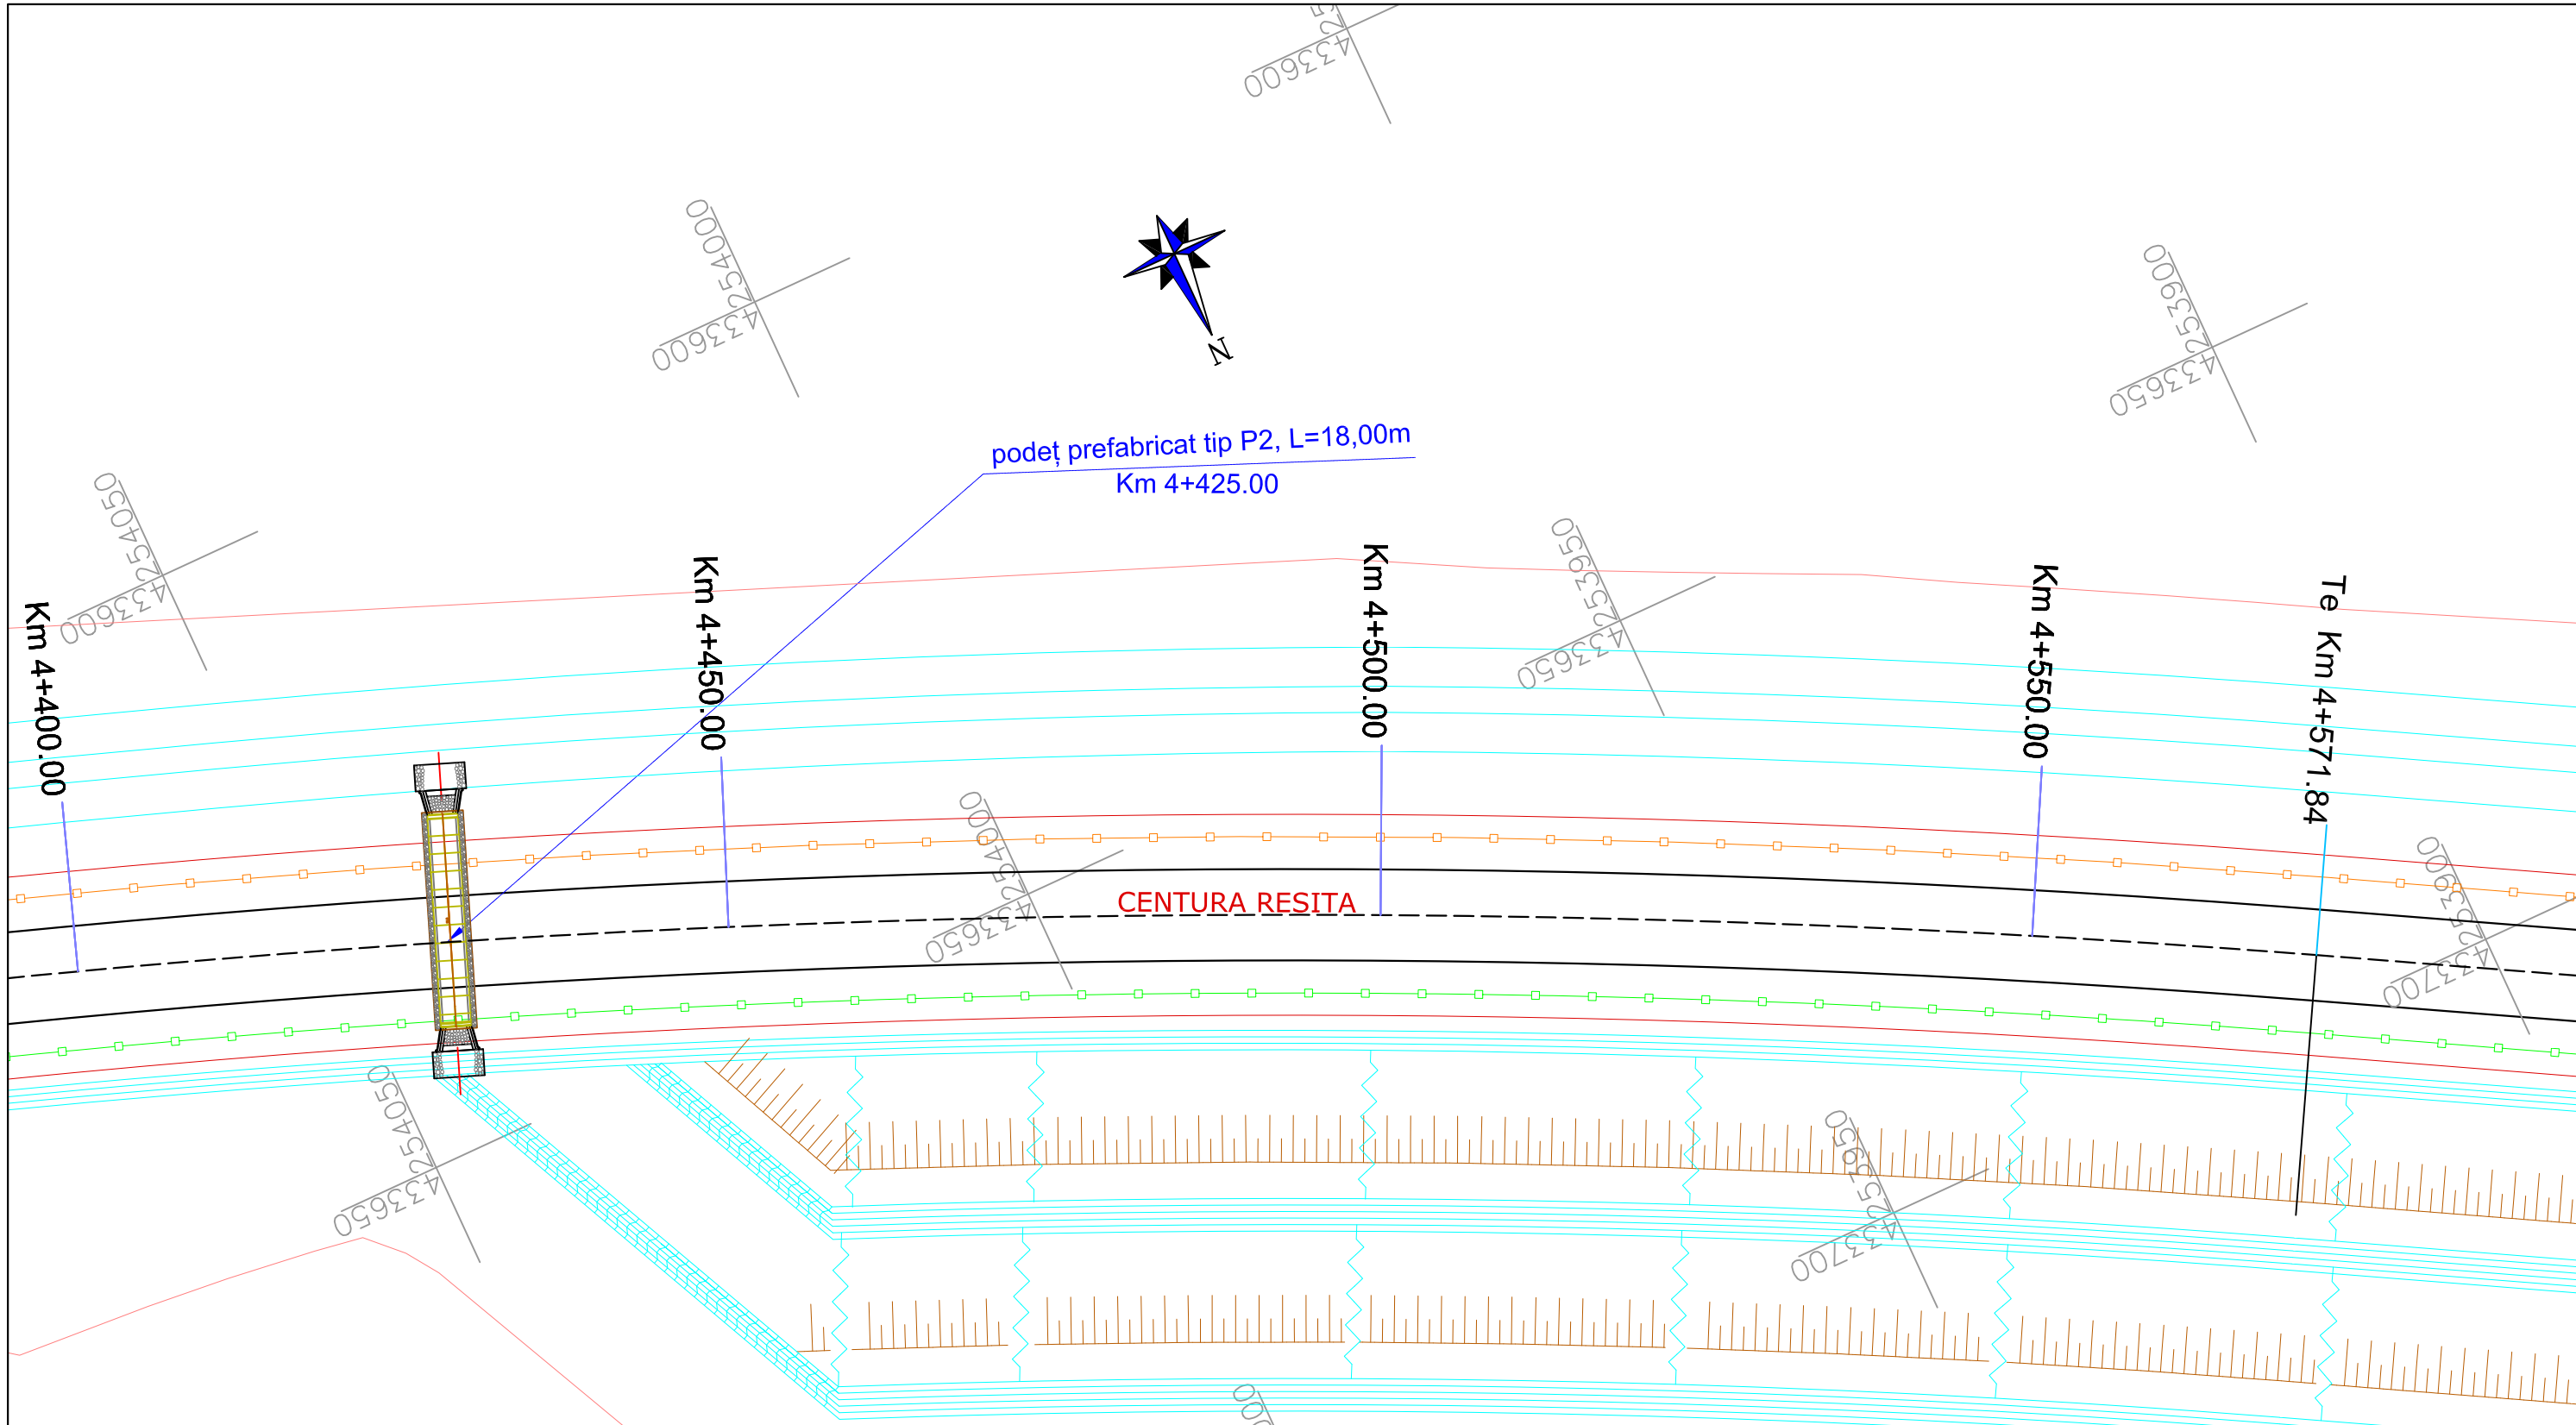 433600
4254000
433600
4253900
433650
N
podeț prefabricat tip P2, L=18,00m
Km 4+425.00
4254050
433600
4253950
433650
Km 4+400.00
Km 4+450.00
Km 4+500.00
Km 4+550.00
Te Km 4+571.84
4254000
433650
CENTURA RESITA
4253900
433700
4254050
433650
4253950
433700